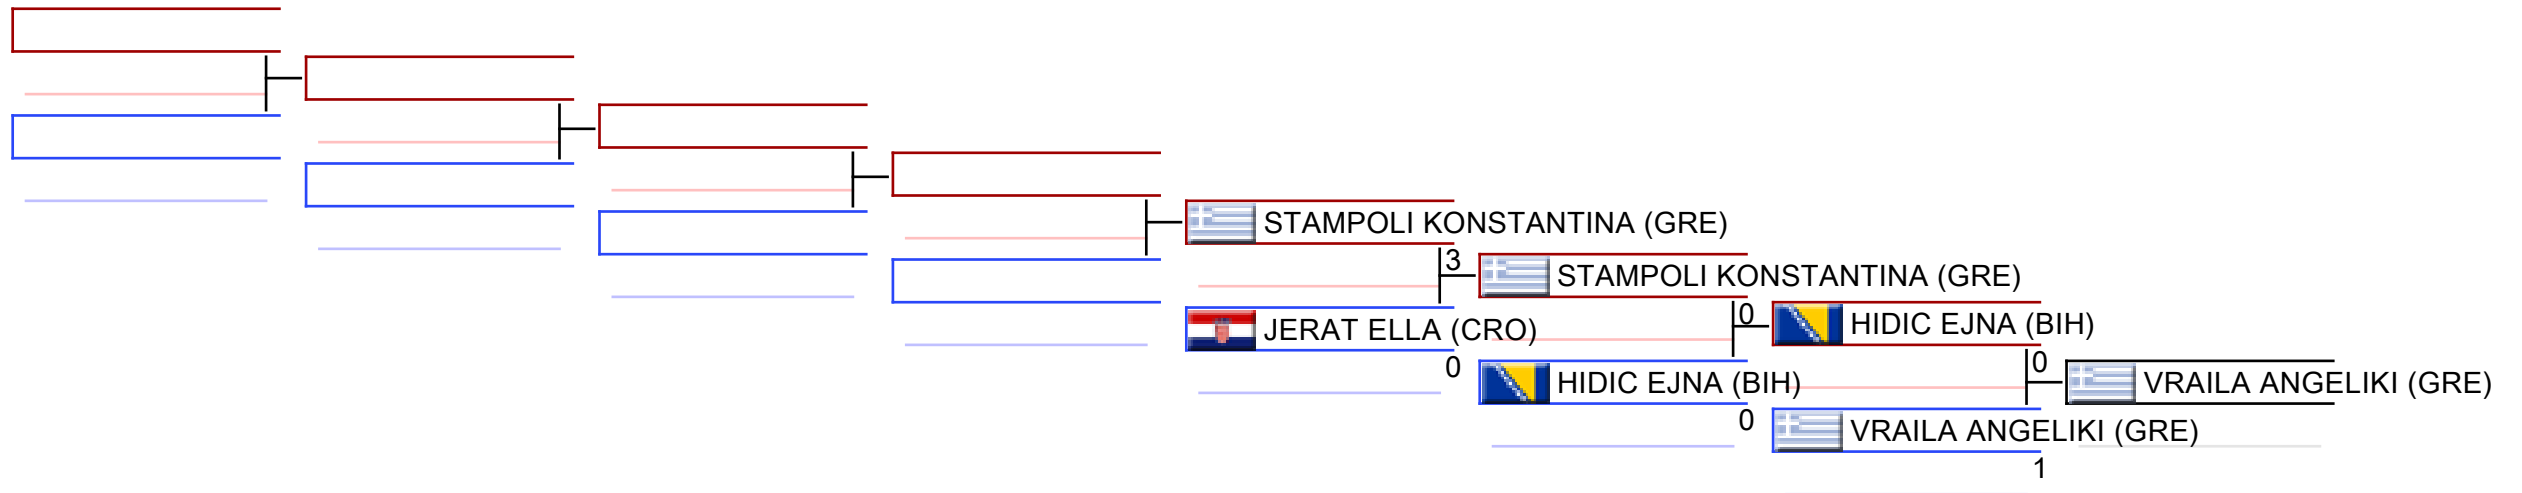 STAMPOLI KONSTANTINA (GRE)
3
STAMPOLI KONSTANTINA (GRE)
JERAT ELLA (CRO)
0
0
HIDIC EJNA (BIH)
HIDIC EJNA (BIH)
0
0
VRAILA ANGELIKI (GRE)
VRAILA ANGELIKI (GRE)
1